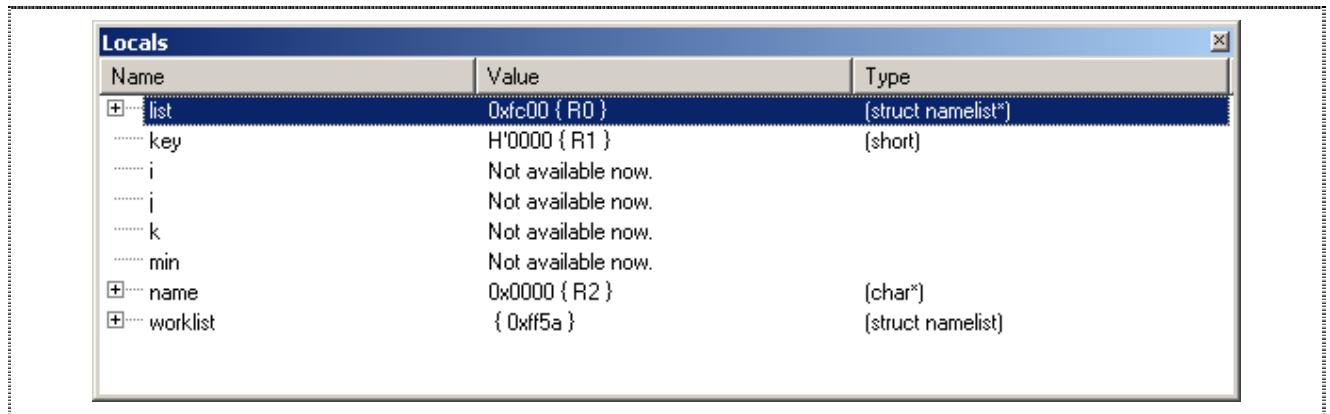 Locals
Name Value Type
list 0xfc00 { R0 } (struct namelist*)
key H'0000 { R1 } (short)
i Not available now.
j Not available now.
k Not available now.
min Not available now.
name 0x0000 { R2 } (char*)
worklist { 0xff5a } (struct namelist)